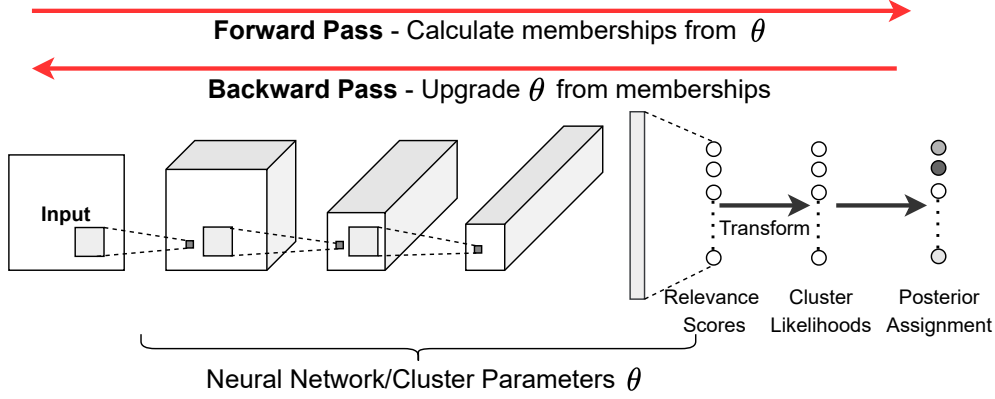 Forward Pass - Calculate memberships from θ
Backward Pass - Upgrade θ from memberships
Input
Transform
Relevance Scores
Cluster Likelihoods
Posterior Assignment
Neural Network/Cluster Parameters θ